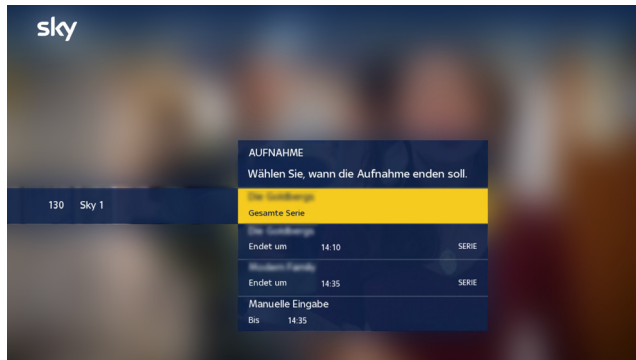 sky
AUFNAHME
Wählen Sie, wann die Aufnahme enden soll.
130 Sky 1
Gesamte Serie
Endet um 14:10 SERIE
Endet um 14:35 SERIE
Manuelle Eingabe
Bis 14:35